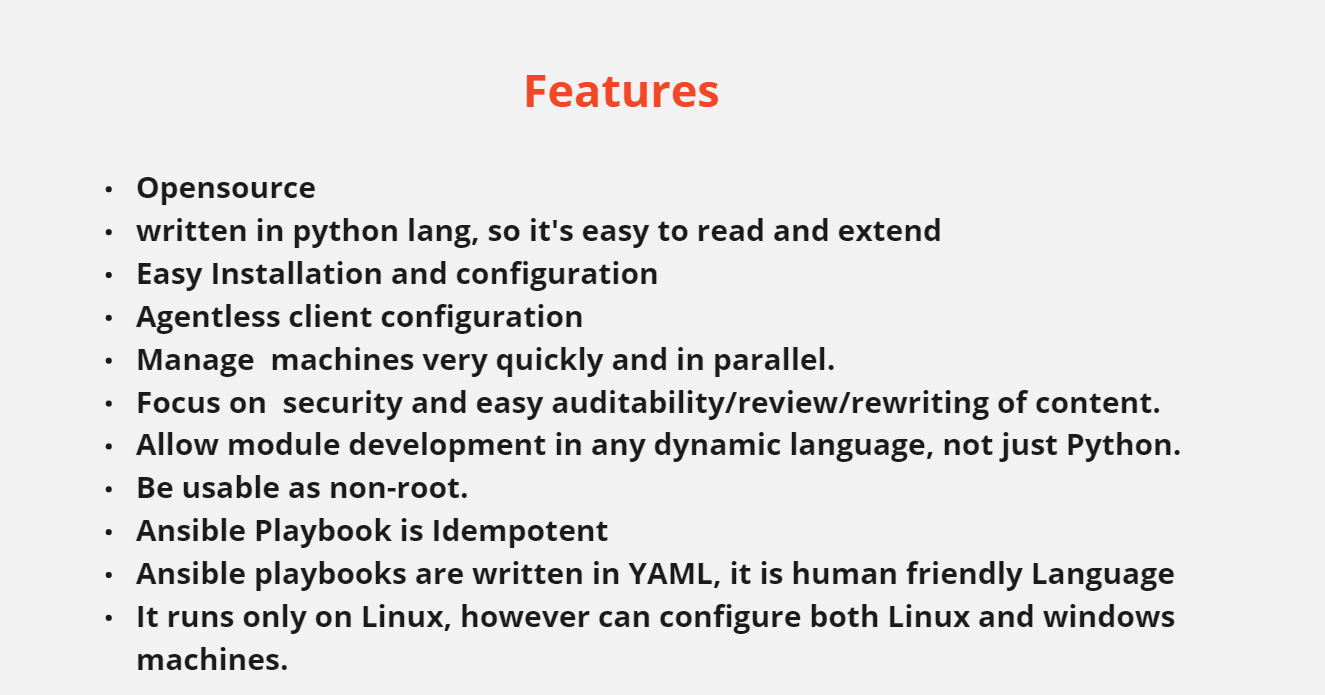 Features
• Opensource
• written in python lang, so it's easy to read and extend
• Easy Installation and configuration
• Agentless client configuration
• Manage  machines very quickly and in parallel.
• Focus on  security and easy auditability/review/rewriting of content.
• Allow module development in any dynamic language, not just Python.
• Be usable as non-root.
• Ansible Playbook is Idempotent
• Ansible playbooks are written in YAML, it is human friendly Language
• It runs only on Linux, however can configure both Linux and windows
machines.